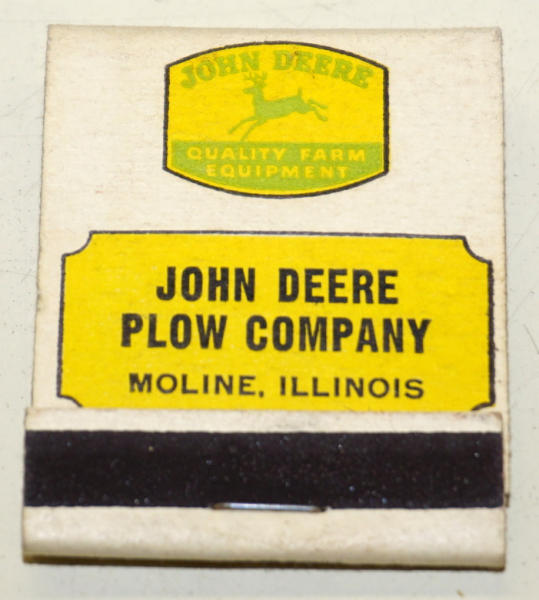 JOHN DEERE
QUALITY FARM
EQUIPMENT
JOHN DEERE
PLOW COMPANY
MOLINE, ILLINOIS